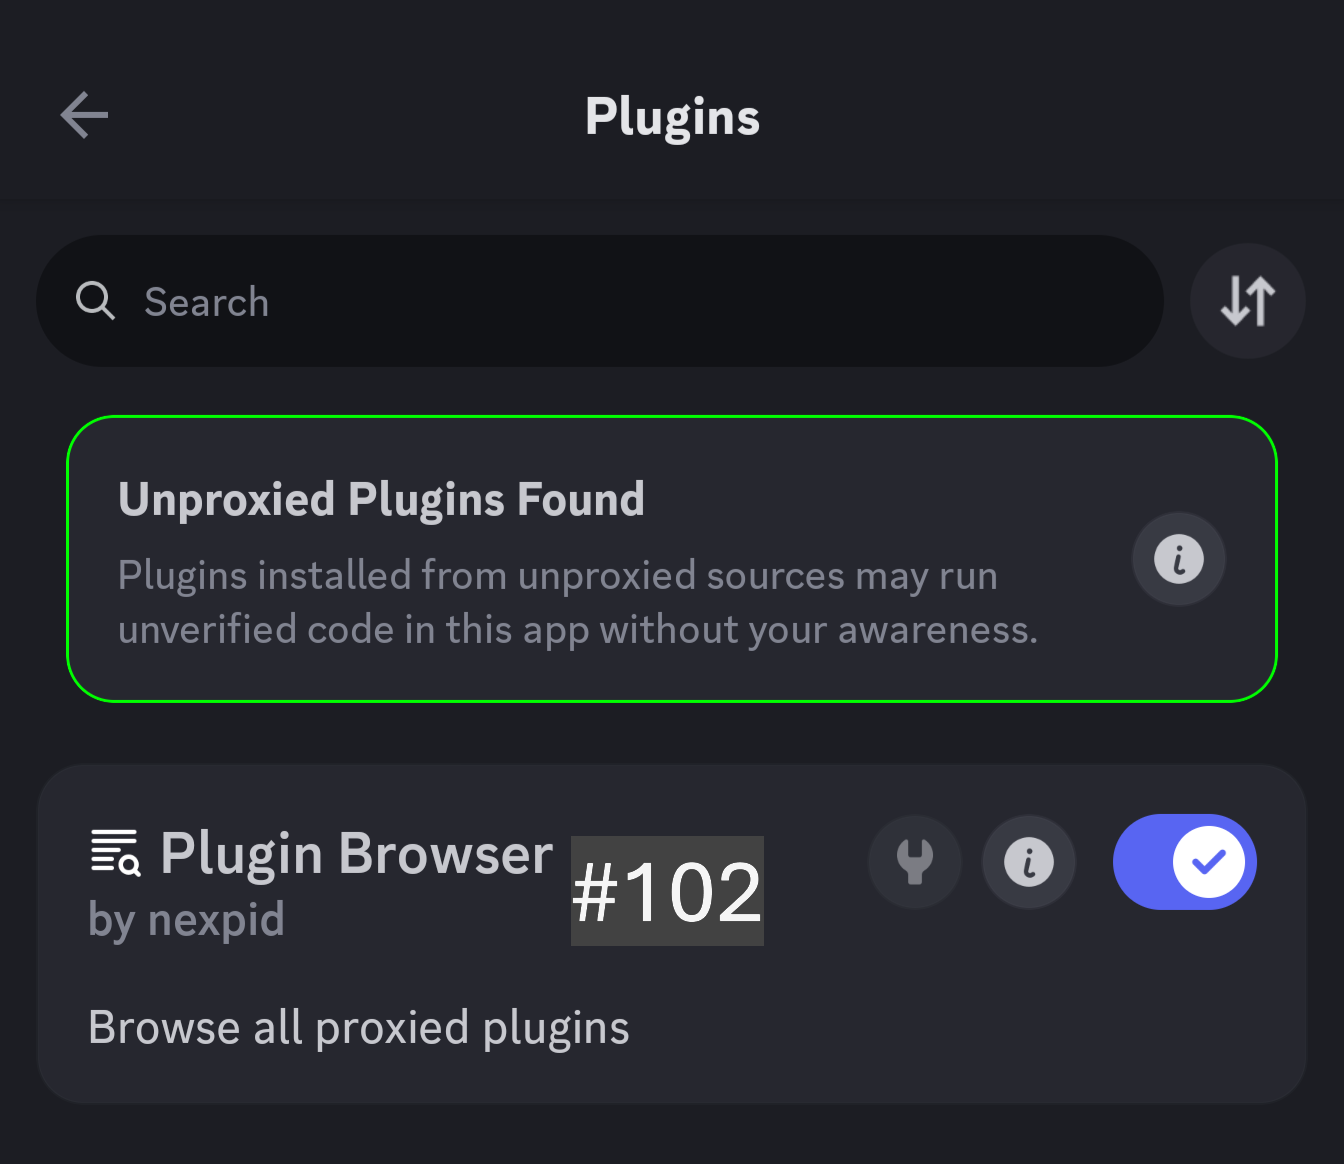 Plugins
Search
Unproxied Plugins Found
Plugins installed from unproxied sources may run
unverified code in this app without your awareness.
Plugin Browser
#102
by nexpid
Browse all proxied plugins